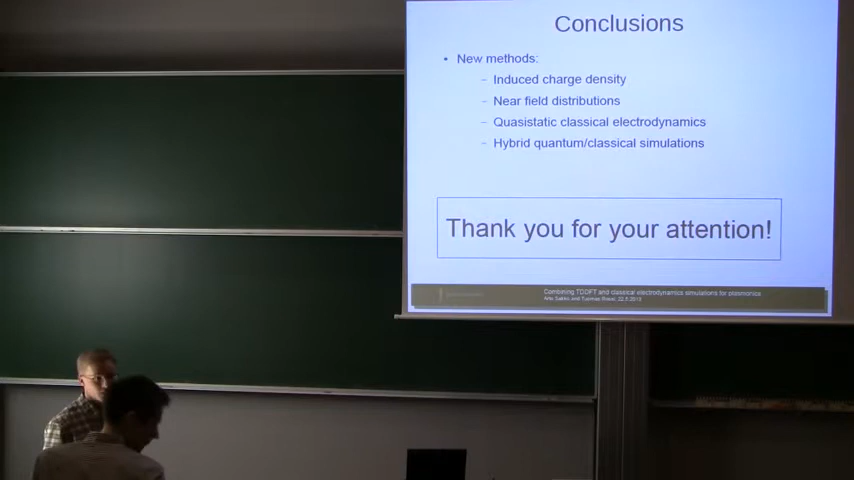 Conclusions
• New methods:
– Induced charge density
– Near field distributions
– Quasistatic classical electrodynamics
– Hybrid quantum/classical simulations
Thank you for your attention!
Combining TDDFT and classical electrodynamics simulations for plasmonics
Arto Sakko and Tuomas Rossi 22.5.2013